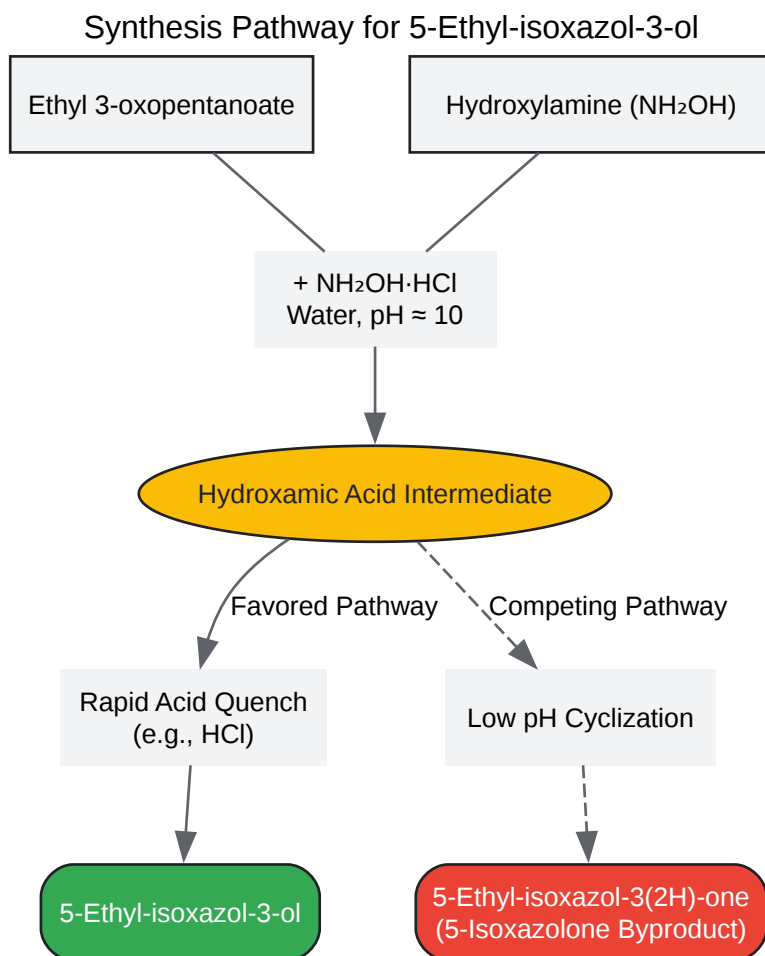 Synthesis Pathway for 5-Ethyl-isoxazol-3-ol
Ethyl 3-oxopentanoate
Hydroxylamine (NH₂OH)
+ NH₂OH·HCl
Water, pH ≈ 10
Hydroxamic Acid Intermediate
Favored Pathway
Competing Pathway
Rapid Acid Quench
(e.g., HCl)
Low pH Cyclization
5-Ethyl-isoxazol-3-ol
5-Ethyl-isoxazol-3(2H)-one
(5-Isoxazolone Byproduct)